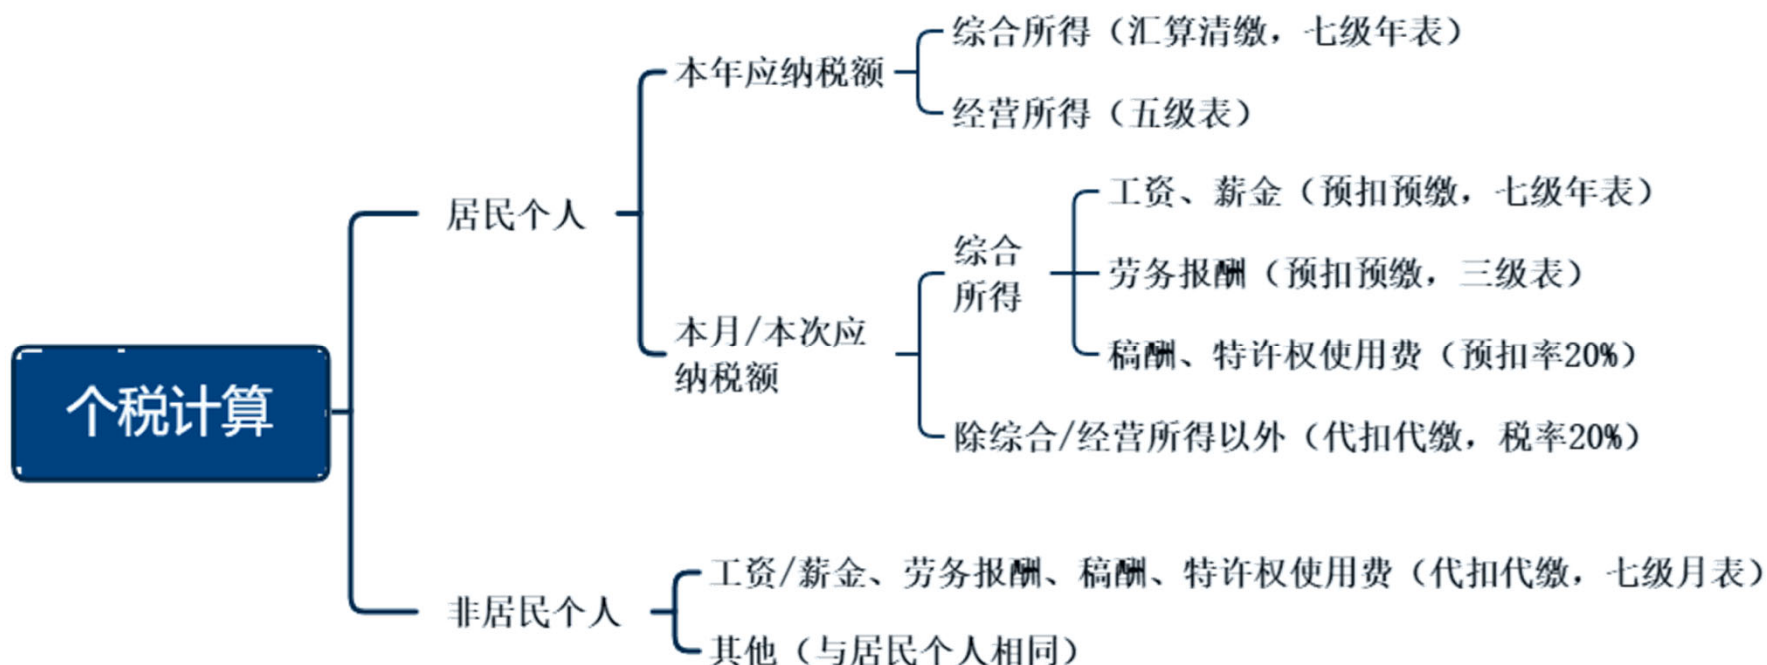 个税计算
居民个人
本年应纳税额
综合所得（汇算清缴，七级年表）
经营所得（五级表）
本月/本次应
纳税额
综合
所得
工资、薪金（预扣预缴，七级年表）
劳务报酬（预扣预缴，三级表）
稿酬、特许权使用费（预扣率20%）
除综合/经营所得以外（代扣代缴，税率20%）
非居民个人
工资/薪金、劳务报酬、稿酬、特许权使用费（代扣代缴，七级月表）
其他（与居民个人相同）